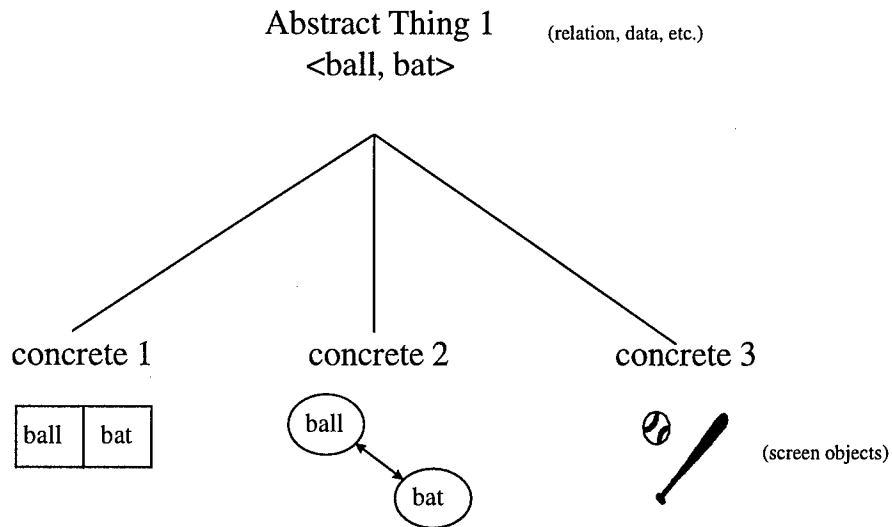 Abstract Thing 1 (relation, data, etc.)
<ball, bat>
concrete 1 concrete 2 concrete 3
ball bat
ball
bat
(screen objects)